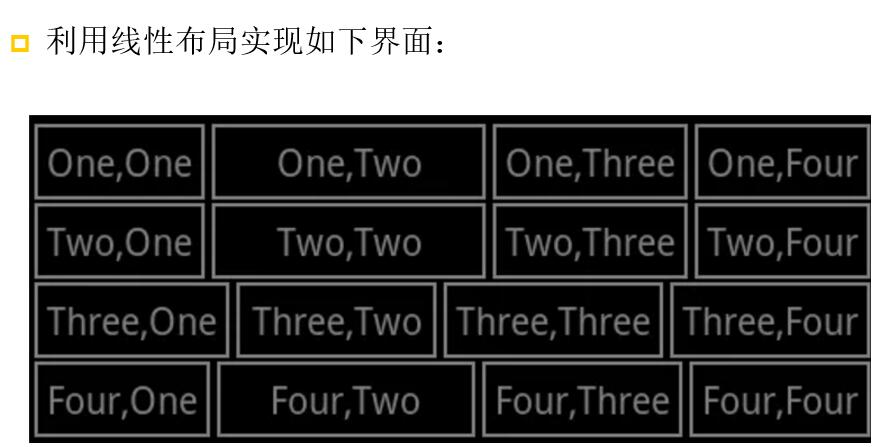 利用线性布局实现如下界面：
One,One One,Two One,Three One,Four
Two,One Two,Two Two,Three Two,Four
Three,One Three,Two Three,Three Three,Four
Four,One Four,Two Four,Three Four,Four